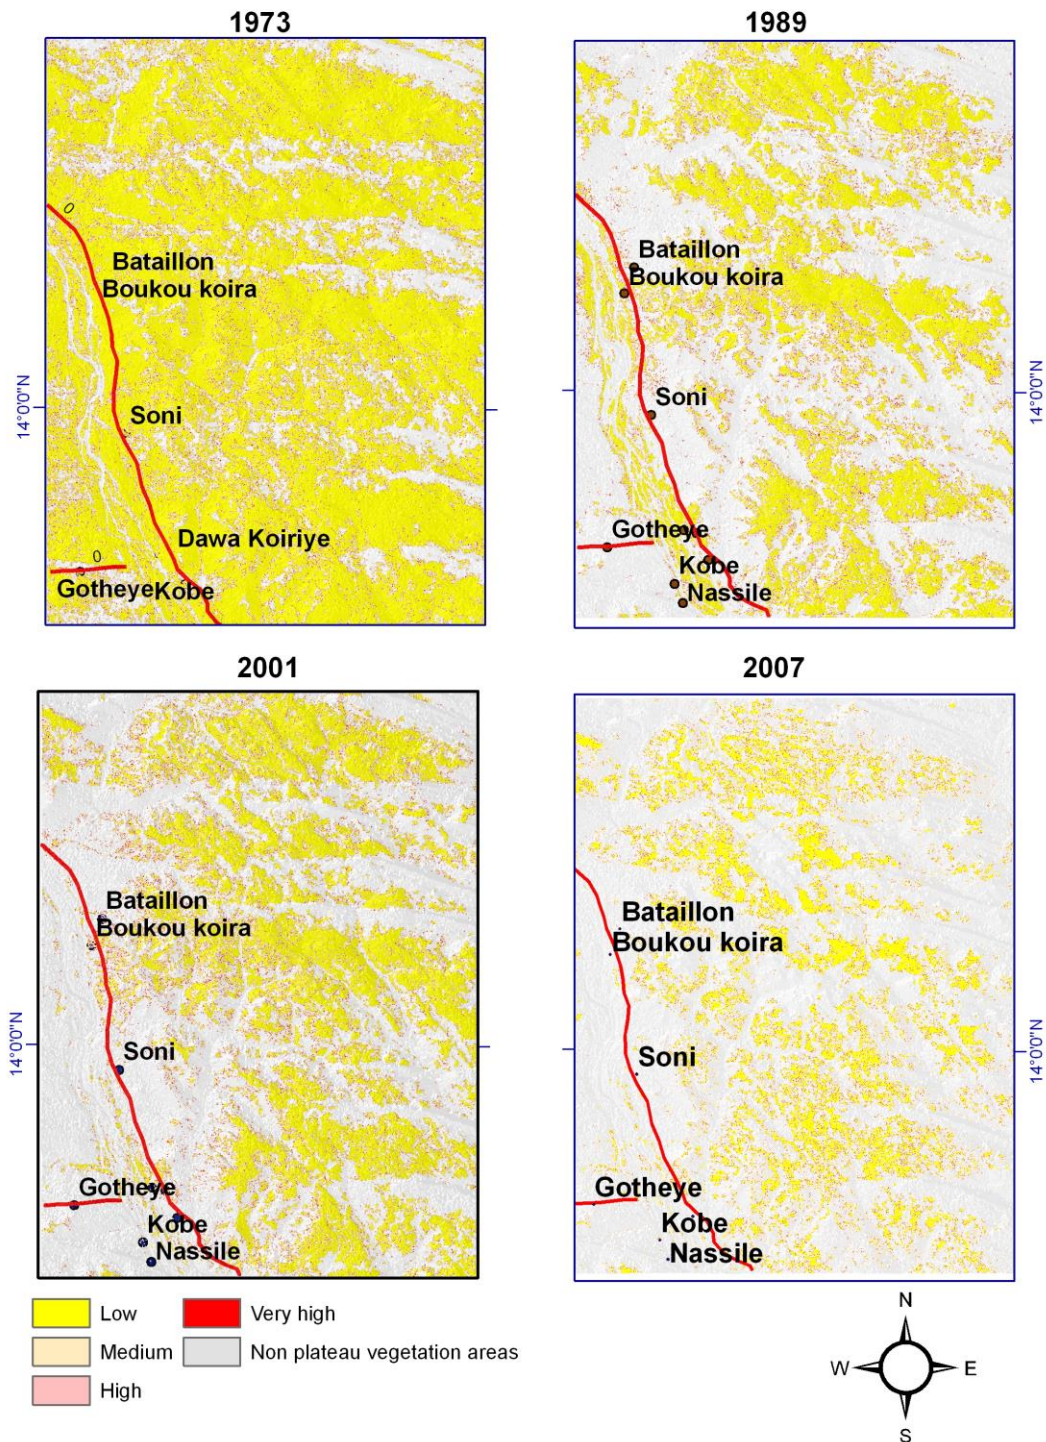 1973
0
Bataillon
Boukou koira
14°0'0"N
Soni
Dawa Koiriye
0
Gotheye
Kobe
1989
Bataillon
Boukou koira
14°0'0"N
Soni
Gotheye
Kobe
Nassile
2001
Bataillon
Boukou koira
14°0'0"N
Soni
Gotheye
Kobe
Nassile
2007
Bataillon
Boukou koira
14°0'0"N
Soni
Gotheye
Kobe
Nassile
Low
Very high
Medium
Non plateau vegetation areas
High
N
W
E
S